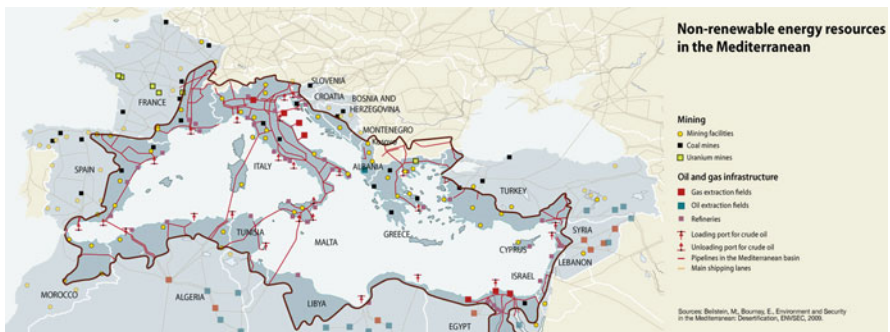 Non-renewable energy resources
in the Mediterranean
SLOVENIA
CROATIA
BOSNIA AND
HERZEGOVINA
FRANCE
MONTENEGRO
Kosovo
ITALY
ALBANIA
SPAIN
TURKEY
GREECE
TUNISIA
SYRIA
CYPRUS
LEBANON
MALTA
ISRAEL
MOROCCO
ALGERIA
LIBYA
EGYPT
Mining
Mining facilities
Coal mines
Uranium mines
Oil and gas infrastructure
Gas extraction fields
Oil extraction fields
Refineries
Loading port for crude oil
Unloading port for crude oil
Pipelines in the Mediterranean basin
Main shipping lanes
Sources: Beilstein, M., Bournay, E., Environment and Security
in the Mediterranean: Desertification, ENVSEC, 2009.